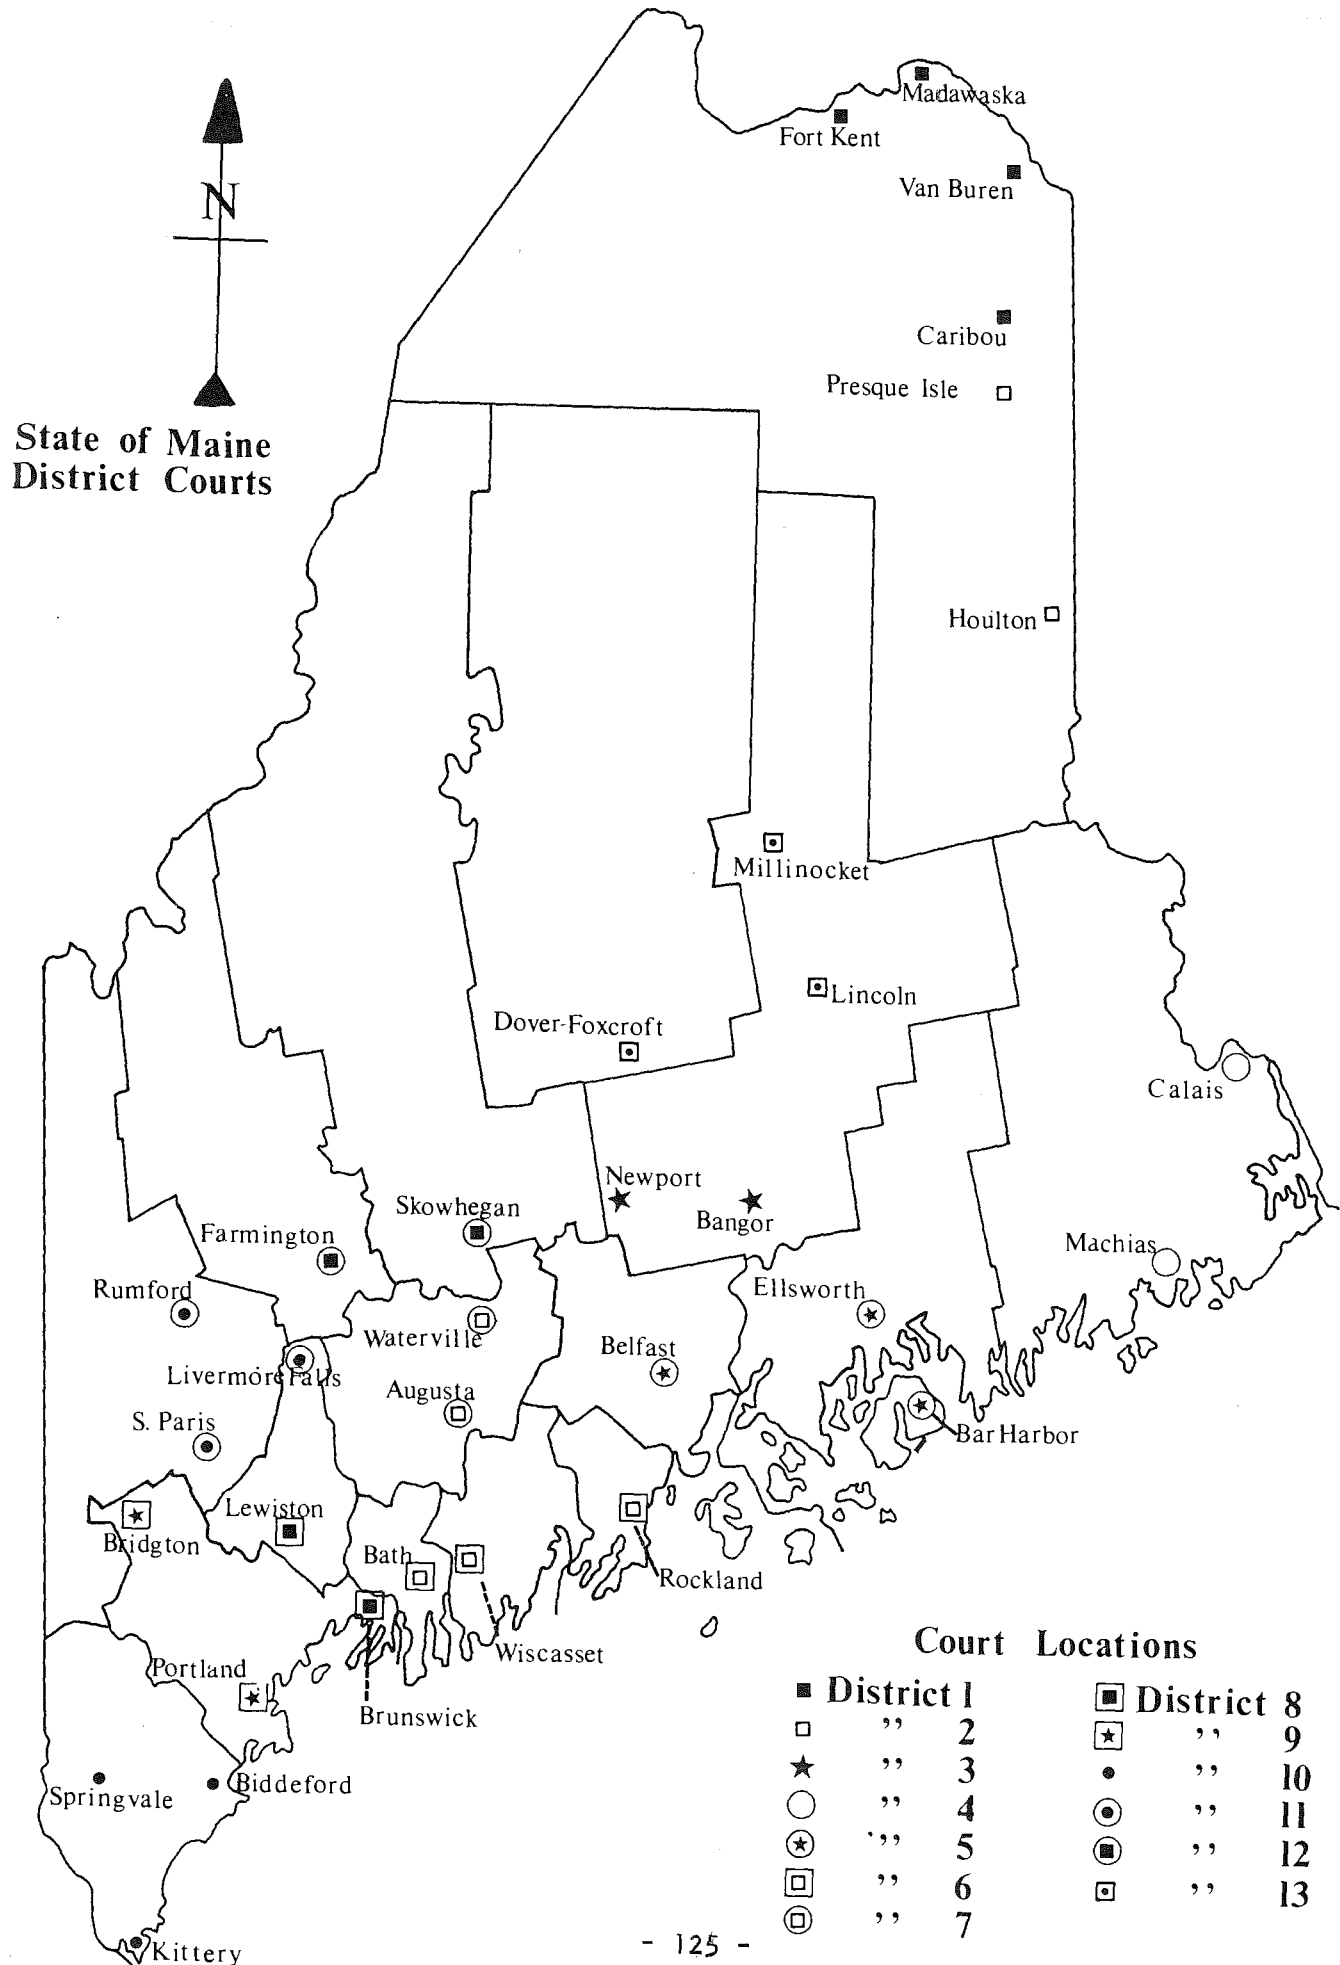 Madawaska
Fort Kent
Van Buren
N
Caribou
Presque Isle
State of Maine
District Courts
Houlton
Millinocket
Lincoln
Dover-Foxcroft
Calais
Newport
Skowhegan
Bangor
Farmington
Machias
Rumford
Ellsworth
Waterville
Belfast
Livermore Falls
Augusta
S. Paris
Bar Harbor
Lewiston
Bridgton
Bath
Rockland
Wiscasset
Portland
Brunswick
Biddeford
Springvale
Kittery
Court Locations
District 1
” 2
” 3
” 4
” 5
” 6
” 7
District 8
” 9
” 10
” 11
” 12
” 13
- 125 -